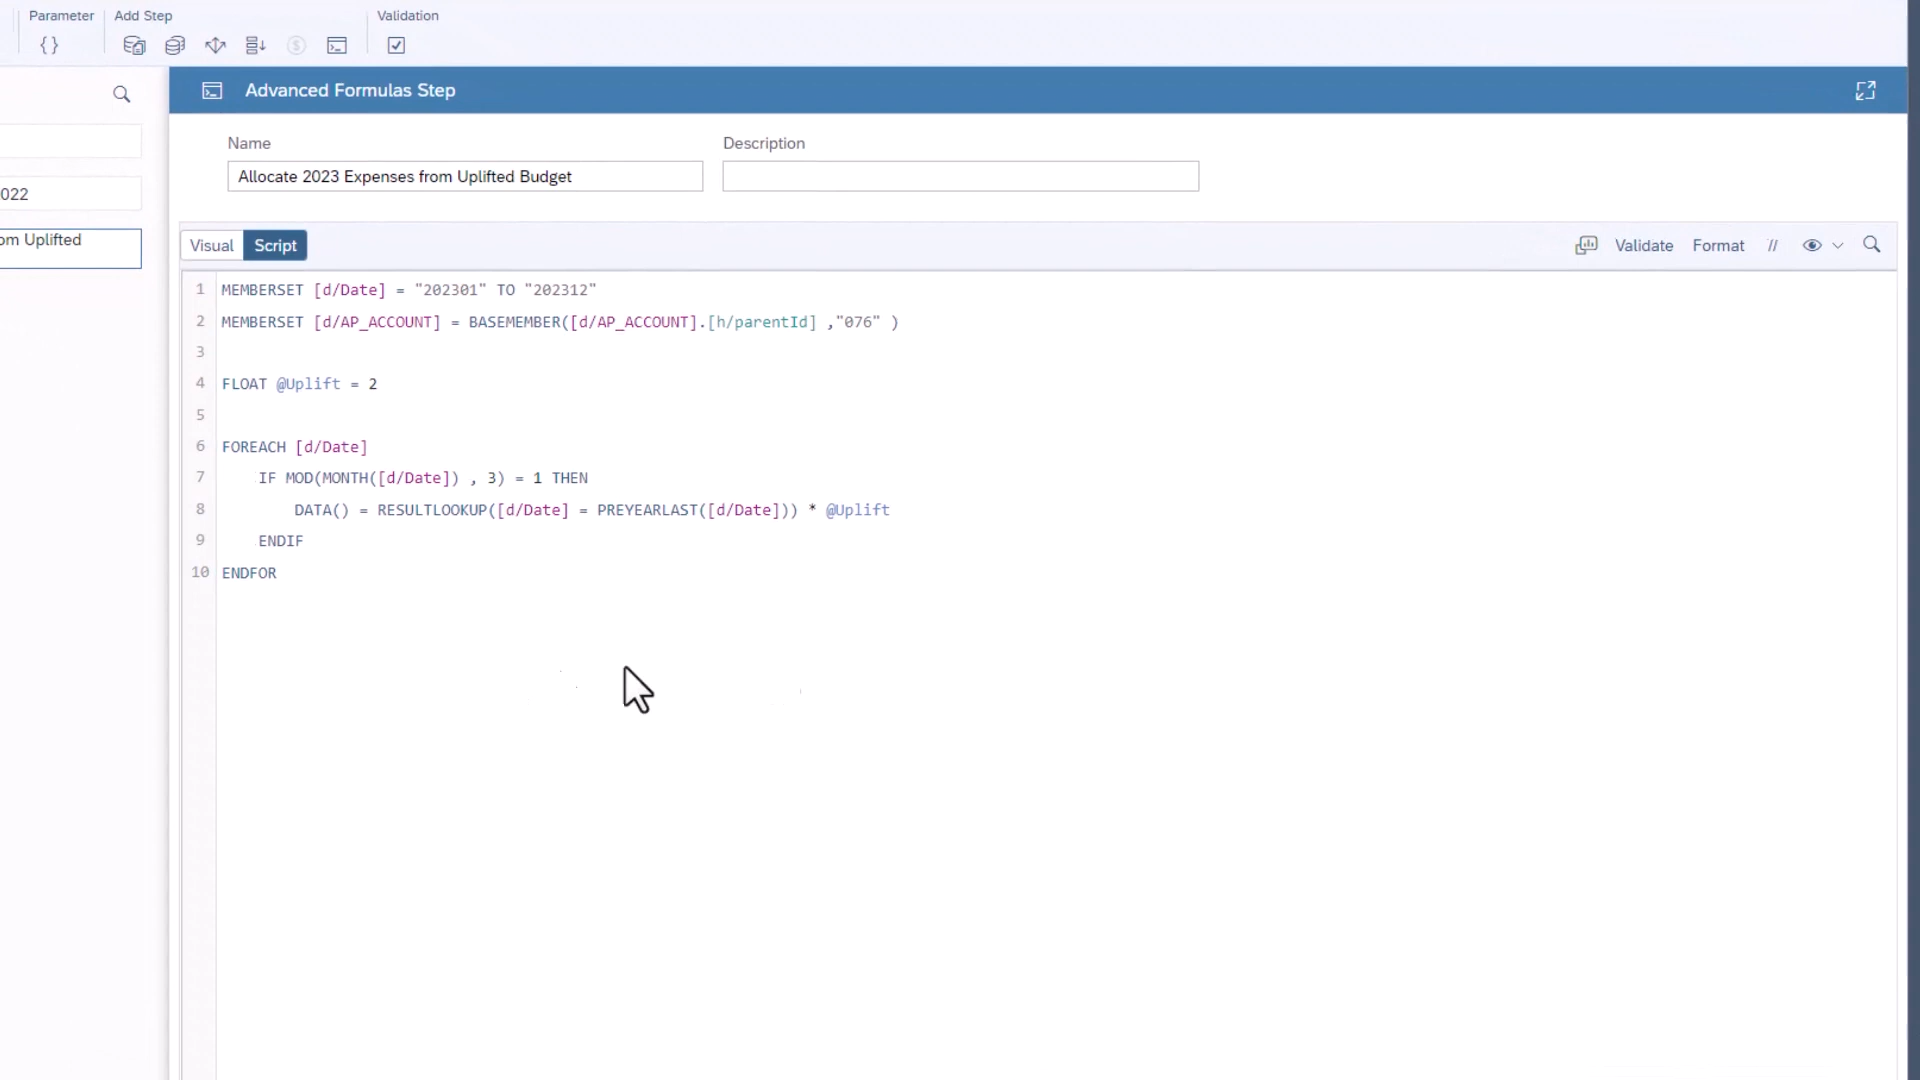 Parameter Add Step Validation
{}
Advanced Formulas Step
Name Description
Allocate 2023 Expenses from Uplifted Budget
022
om Uplifted
Visual Script Validate Format //
1 MEMBERSET [d/Date] = "202301" TO "202312"
2 MEMBERSET [d/AP_ACCOUNT] = BASEMEMBER([d/AP_ACCOUNT].[h/parentId] ,"076" )
3
4 FLOAT @Uplift = 2
5
6 FOREACH [d/Date]
7 IF MOD(MONTH([d/Date]) , 3) = 1 THEN
8 DATA() = RESULTLOOKUP([d/Date] = PREYEARLAST([d/Date])) * @Uplift
9 ENDIF
10 ENDFOR